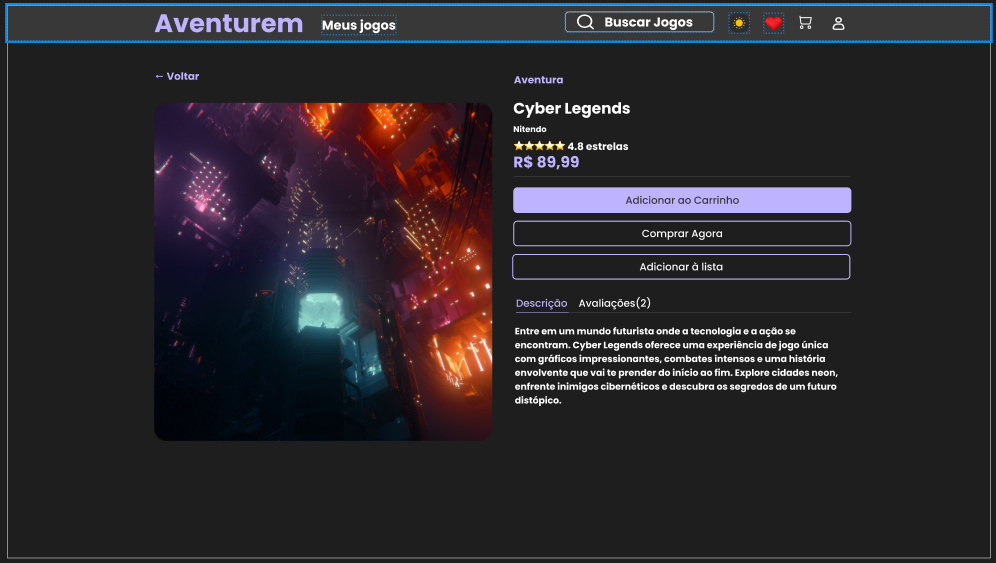 Aventurem
Meus jogos
Buscar Jogos
← Voltar
Aventura
Cyber Legends
Nitendo
⭐⭐⭐⭐⭐ 4.8 estrelas
R$ 89,99
Adicionar ao Carrinho
Comprar Agora
Adicionar à lista
Descrição
Avaliações(2)
Entre em um mundo futurista onde a tecnologia e a ação se
encontram. Cyber Legends oferece uma experiência de jogo única
com gráficos impressionantes, combates intensos e uma história
envolvente que vai te prender do início ao fim. Explore cidades neon,
enfrente inimigos cibernéticos e descubra os segredos de um futuro
distópico.